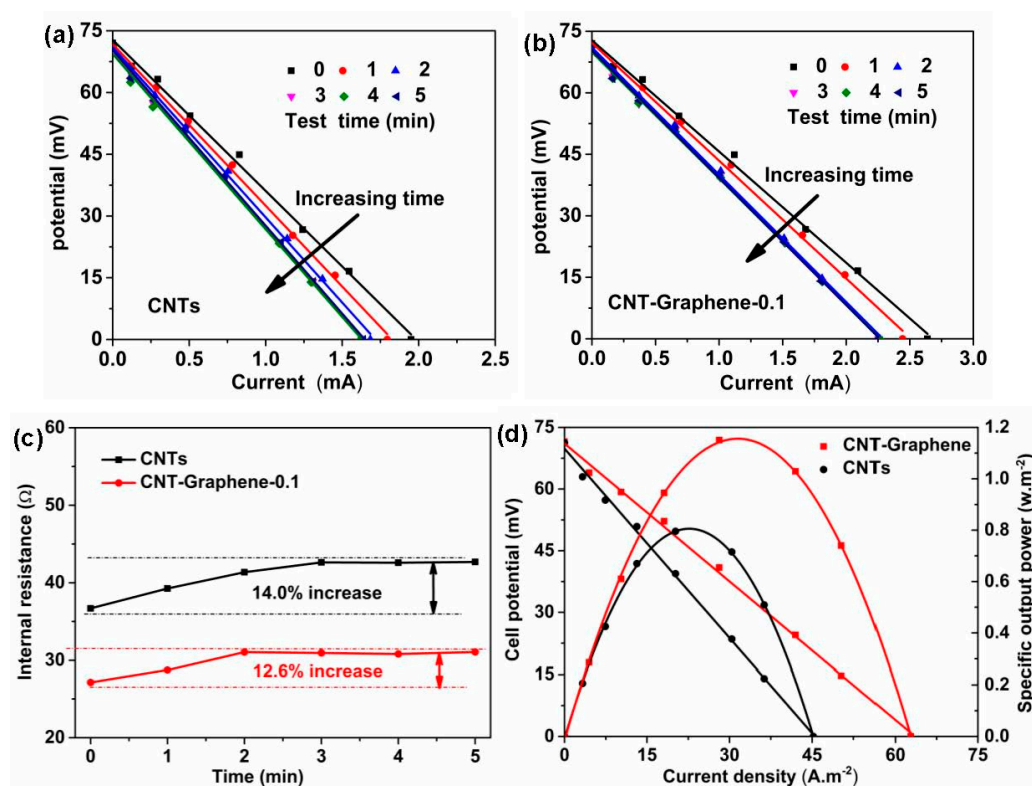 (a)
75
60
45
30
15
0
potential (mV)
0 1 2
3 4 5
Test time (min)
Increasing time
CNTs
0.0 0.5 1.0 1.5 2.0 2.5
Current (mA)
(b)
75
60
45
30
15
0
potential (mV)
0 1 2
3 4 5
Test time (min)
Increasing time
CNT-Graphene-0.1
0.0 0.5 1.0 1.5 2.0 2.5 3.0
Current (mA)
(c)
60
50
40
30
20
Internal resistance (Ω)
CNTs
CNT-Graphene-0.1
14.0% increase
12.6% increase
0 1 2 3 4 5
Time (min)
(d)
75
60
45
30
15
0
Cell potential (mV)
CNT-Graphene
CNTs
1.2
1.0
0.8
0.6
0.4
0.2
0.0
Specific output power (w.m⁻²)
0 15 30 45 60 75
Current density (A.m⁻²)